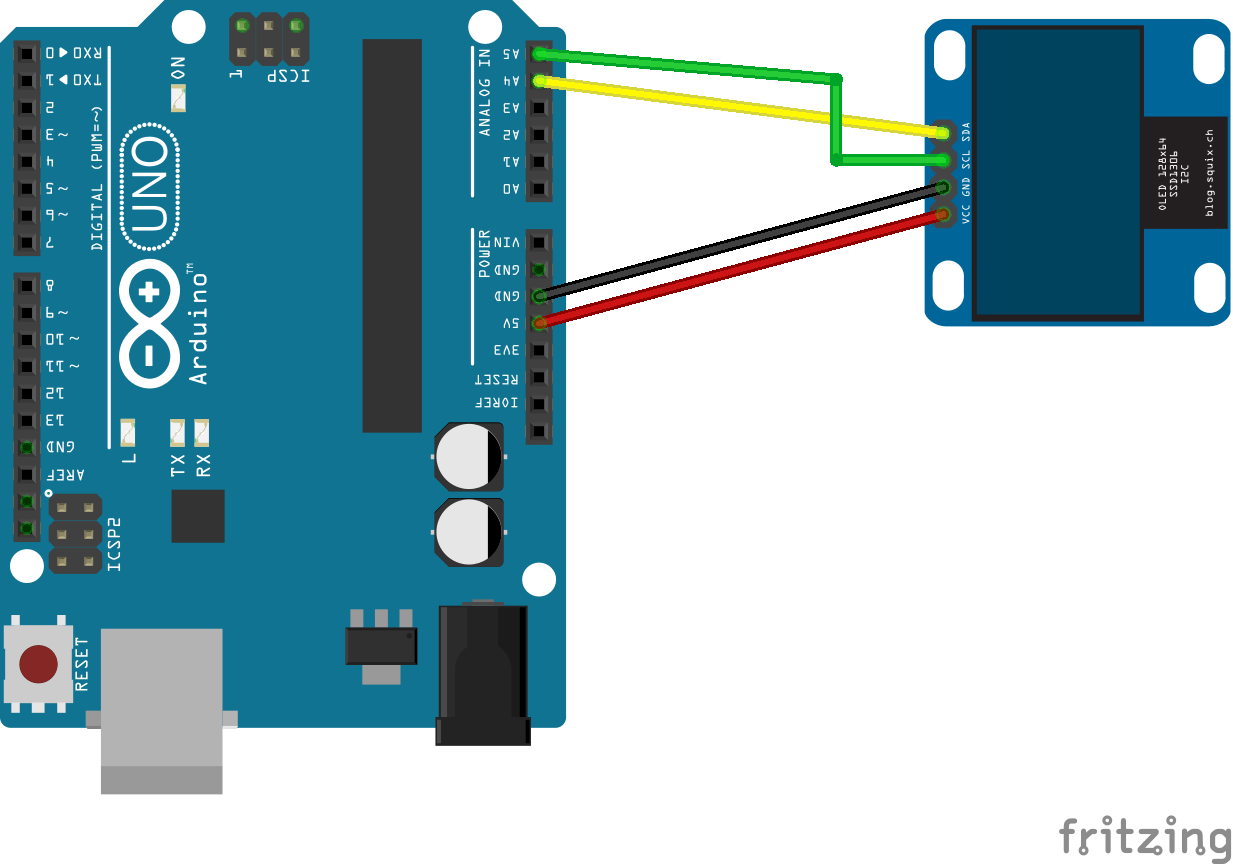 RX0 ◀ 0
TX0 ▶ 1
2
~3
4
~5
~6
7
8
~9
~10
~11
12
13
GND
AREF
DIGITAL (PWM=~)
ON
1
ICSP
UNO
Arduino™
L
TX
RX
ICSP2
RESET
ANALOG IN
A5
A4
A3
A2
A1
A0
POWER
VIN
GND
GND
5V
3V3
RESET
IOREF
SDA
SCL
GND
VCC
OLED 128x64
SSD1306
I2C
blog.squix.ch
fritzing